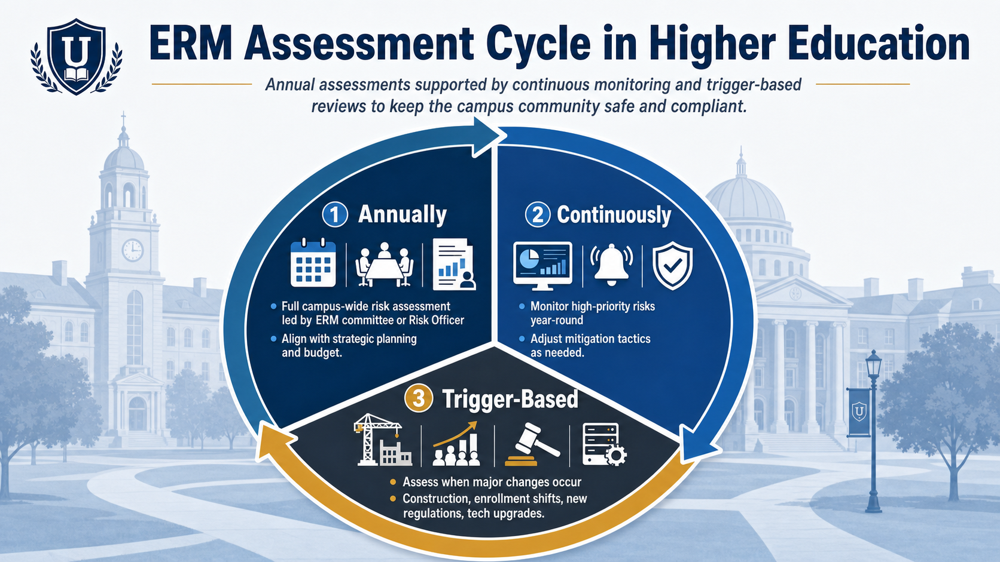 U
ERM Assessment Cycle in Higher Education
Annual assessments supported by continuous monitoring and trigger-based
reviews to keep the campus community safe and compliant.
1 Annually
• Full campus-wide risk assessment
led by ERM committee or Risk Officer
• Align with strategic planning
and budget.
2 Continuously
• Monitor high-priority risks
year-round
• Adjust mitigation tactics
as needed.
3 Trigger-Based
• Assess when major changes occur
• Construction, enrollment shifts, new
regulations, tech upgrades.
U